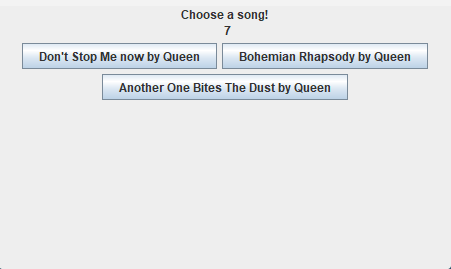 Choose a song!
7
Don't Stop Me now by Queen
Bohemian Rhapsody by Queen
Another One Bites The Dust by Queen